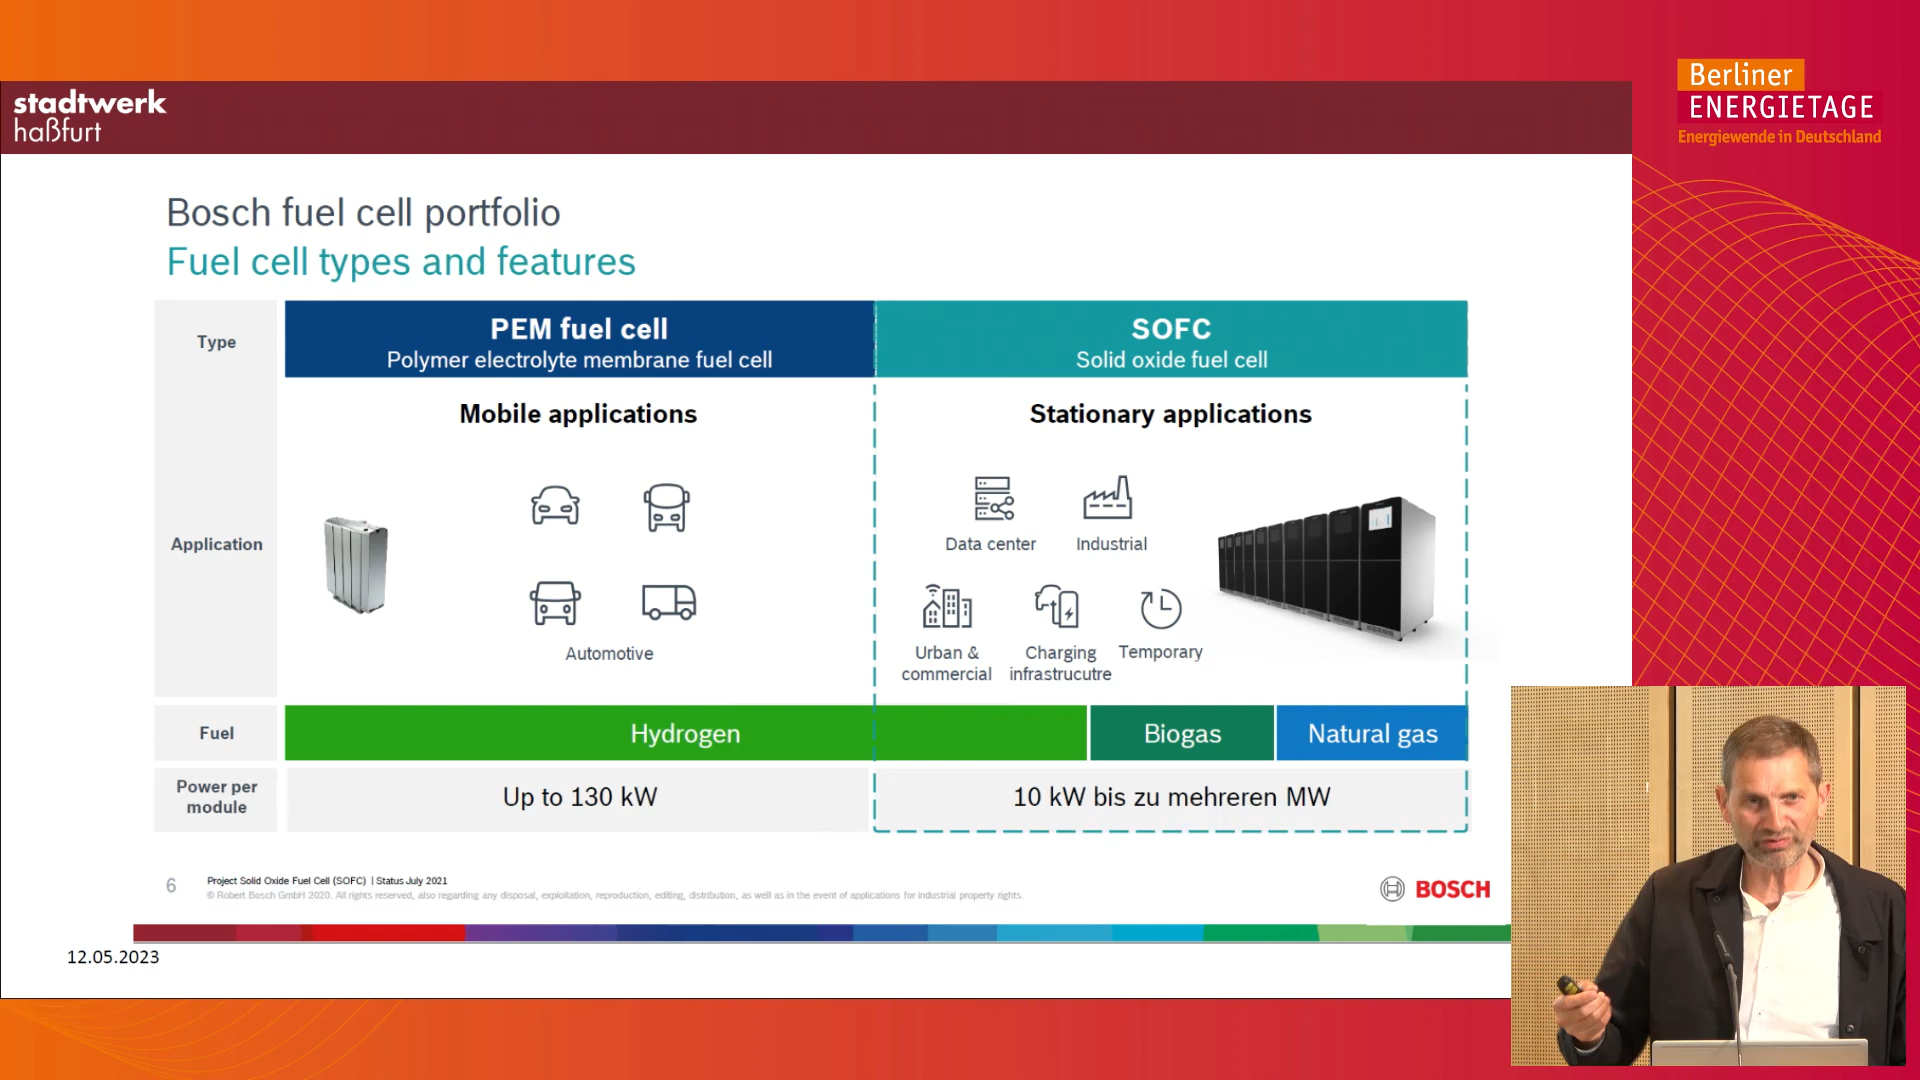 stadtwerk
haßfurt
Berliner
ENERGIETAGE
Energiewende in Deutschland
Bosch fuel cell portfolio
Fuel cell types and features
Type
PEM fuel cell
Polymer electrolyte membrane fuel cell
SOFC
Solid oxide fuel cell
Application
Mobile applications
Automotive
Stationary applications
Data center
Industrial
Urban &
commercial
Charging
infrastrucutre
Temporary
Fuel
Hydrogen
Biogas
Natural gas
Power per
module
Up to 130 kW
10 kW bis zu mehreren MW
6
Project Solid Oxide Fuel Cell (SOFC) | Status July 2021
© Robert Bosch GmbH 2020. All rights reserved, also regarding any disposal, exploitation, reproduction, editing, distribution, as well as in the event of applications for industrial property rights.
BOSCH
12.05.2023